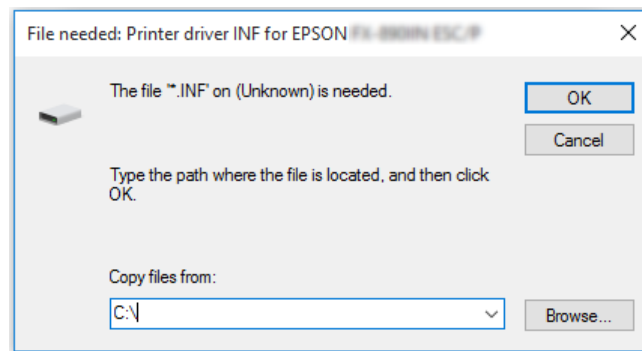 File needed: Printer driver INF for EPSON
The file '*.INF' on (Unknown) is needed.
OK
Cancel
Type the path where the file is located, and then click
OK.
Copy files from:
C:\
Browse...